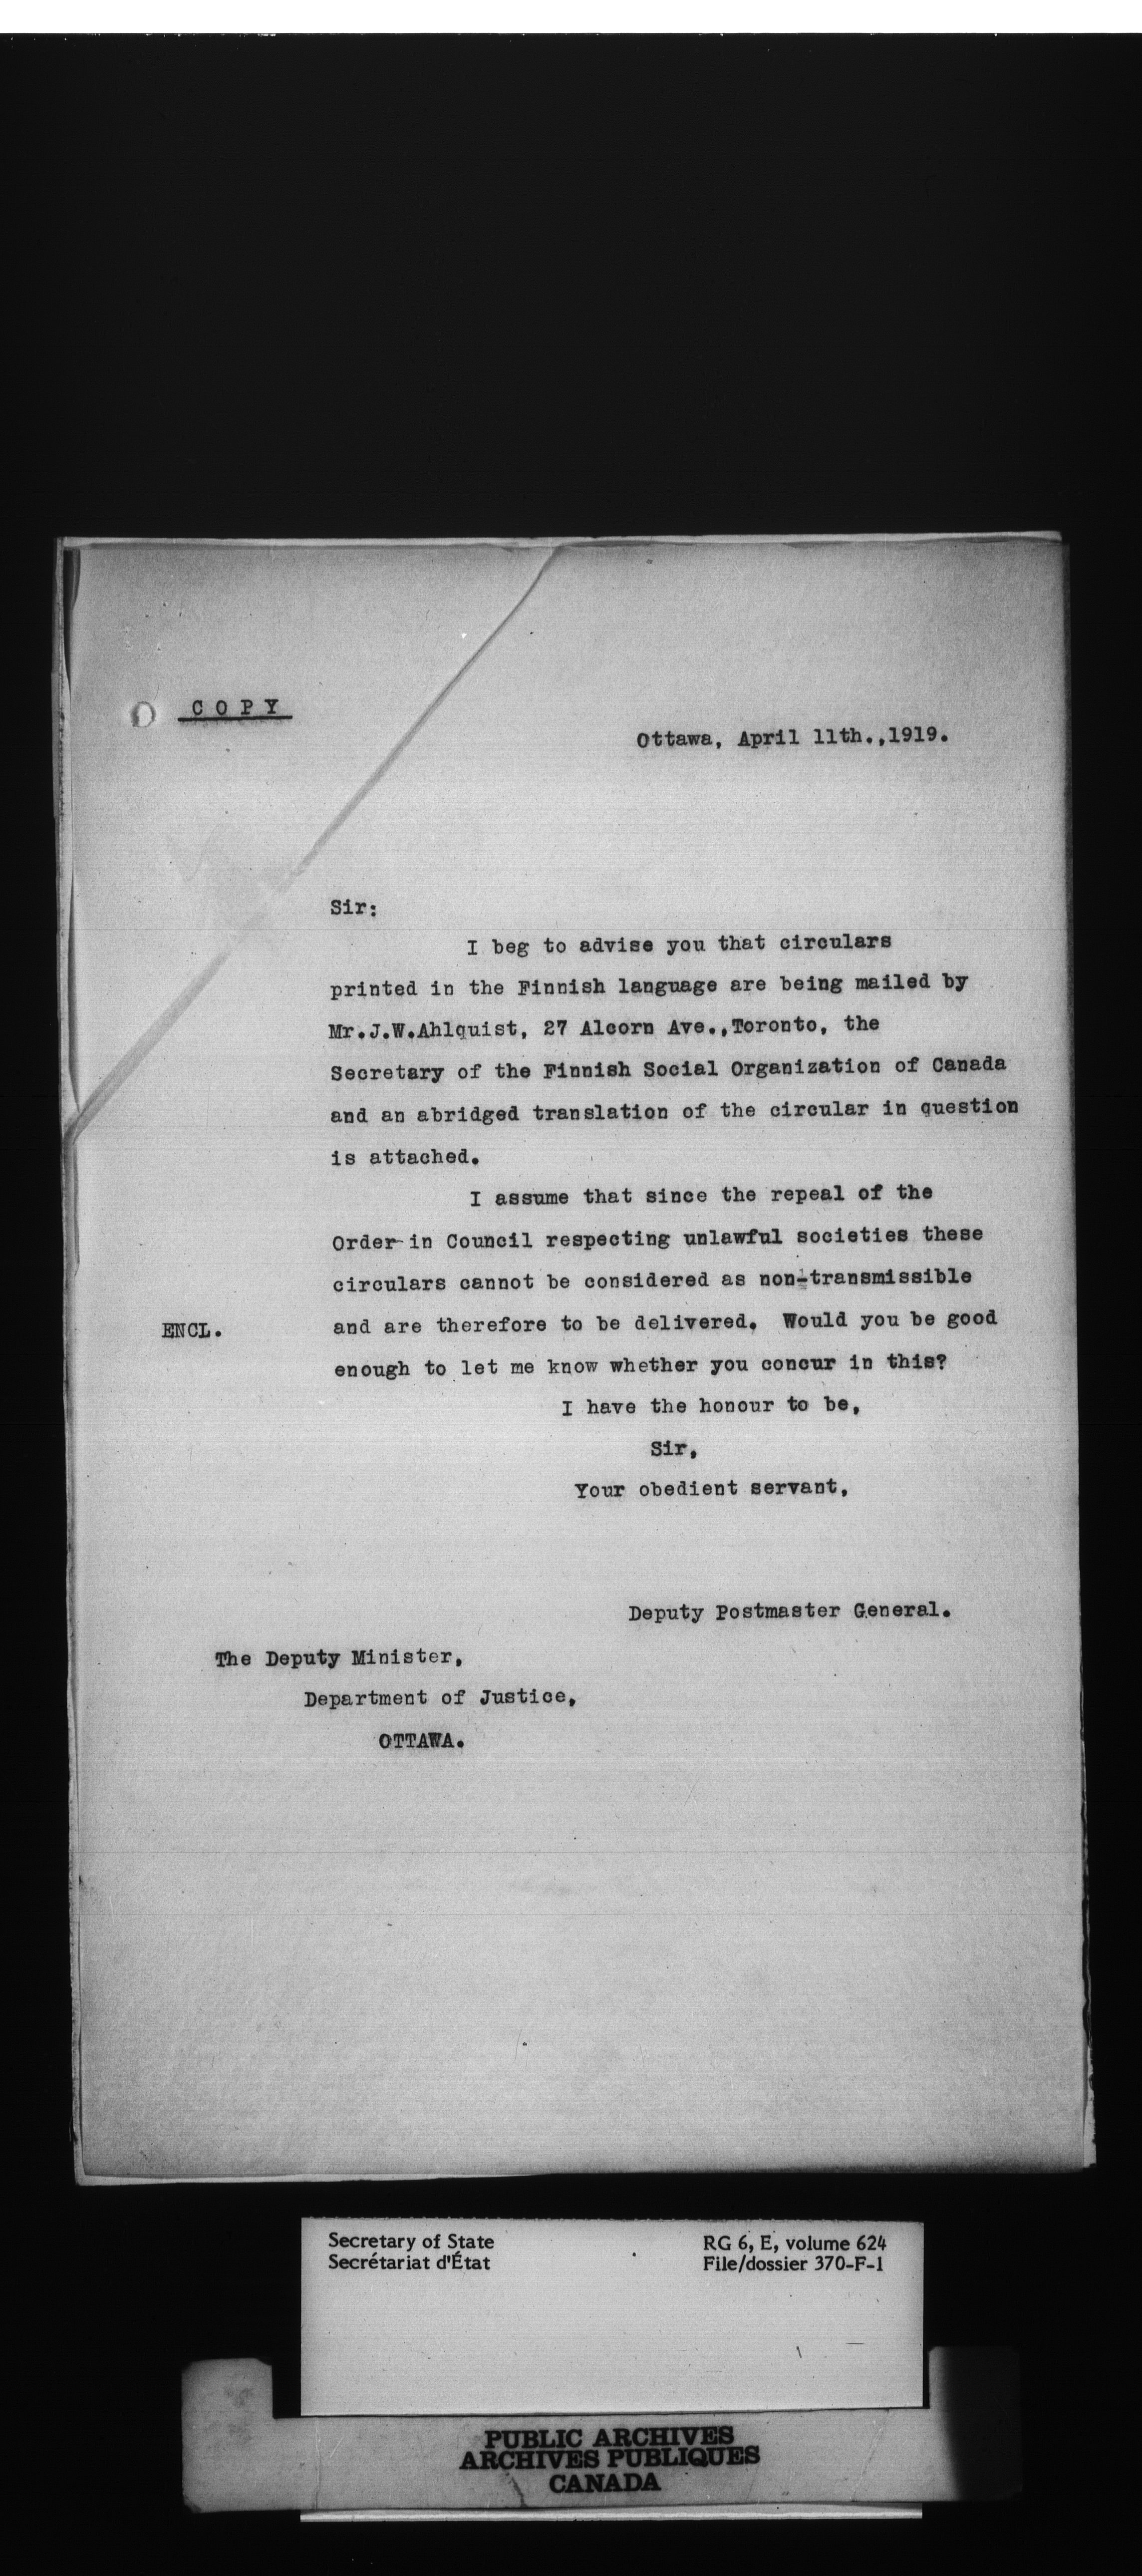 COPY
Ottawa, April 11th.,1919.
Sir:
I beg to advise you that circulars
printed in the Finnish language are being mailed by
Mr.J.W.Ahlquist, 27 Alcorn Ave.,Toronto, the
Secretary of the Finnish Social Organization of Canada
and an abridged translation of the circular in question
is attached.
I assume that since the repeal of the
Order-in Council respecting unlawful societies these
circulars cannot be considered as non-transmissible
ENCL. and are therefore to be delivered. Would you be good
enough to let me know whether you concur in this?
I have the honour to be,
Sir,
Your obedient servant,
Deputy Postmaster General.
The Deputy Minister,
Department of Justice,
OTTAWA.
Secretary of State RG 6, E, volume 624
Secrétariat d'État File/dossier 370-F-1
PUBLIC ARCHIVES
ARCHIVES PUBLIQUES
CANADA